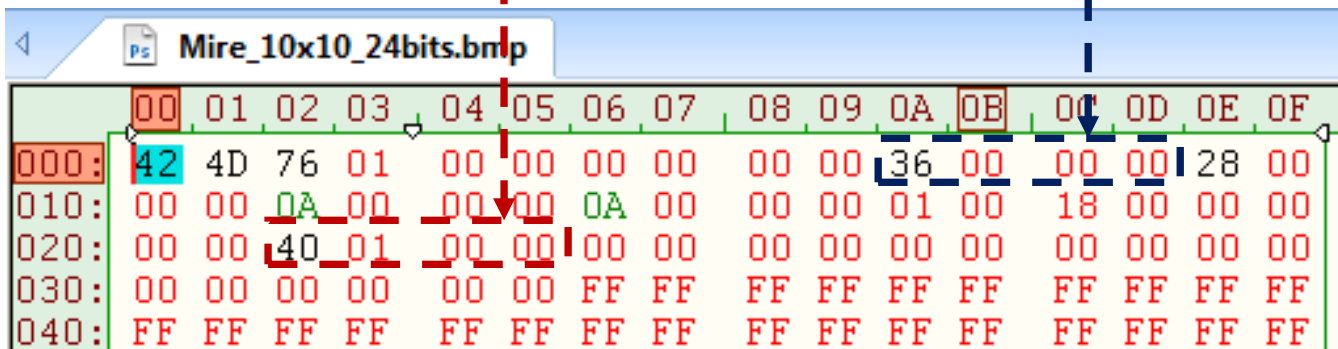 Mire_10x10_24bits.bmp
00 01 02 03 04 05 06 07 08 09 0A 0B 0C 0D 0E 0F
000: 42 4D 76 01 00 00 00 00 00 00 36 00 00 00 28 00
010: 00 00 0A 00 00 00 0A 00 00 00 01 00 18 00 00 00
020: 00 00 40 01 00 00 00 00 00 00 00 00 00 00 00 00
030: 00 00 00 00 00 00 FF FF FF FF FF FF FF FF FF FF
040: FF FF FF FF FF FF FF FF FF FF FF FF FF FF FF FF